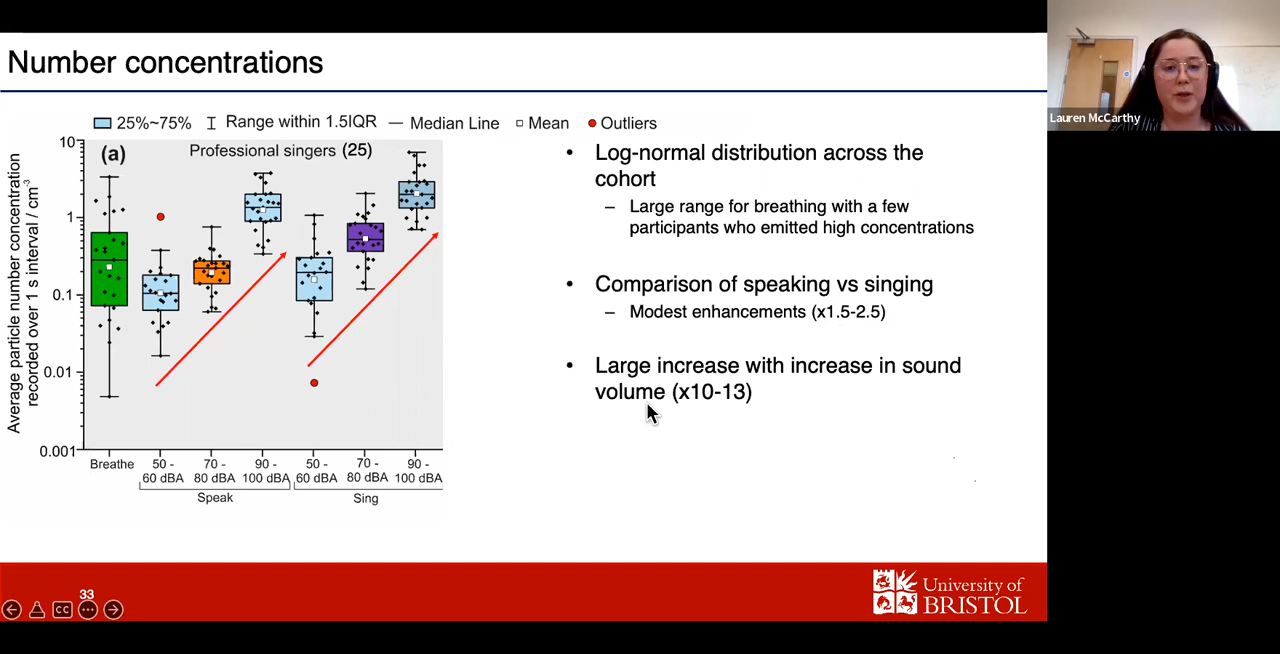 Number concentrations
25%~75%
Range within 1.5IQR
Median Line
Mean
Outliers
(a)
Professional singers (25)
Average particle number concentration
recorded over 1 s interval / cm⁻³
10
1
0.1
0.01
0.001
Breathe
50 -
60 dBA
70 -
80 dBA
90 -
100 dBA
50 -
60 dBA
70 -
80 dBA
90 -
100 dBA
Speak
Sing
• Log-normal distribution across the
cohort
– Large range for breathing with a few
participants who emitted high concentrations
• Comparison of speaking vs singing
– Modest enhancements (x1.5-2.5)
• Large increase with increase in sound
volume (x10-13)
Lauren McCarthy
33
CC
University of
BRISTOL